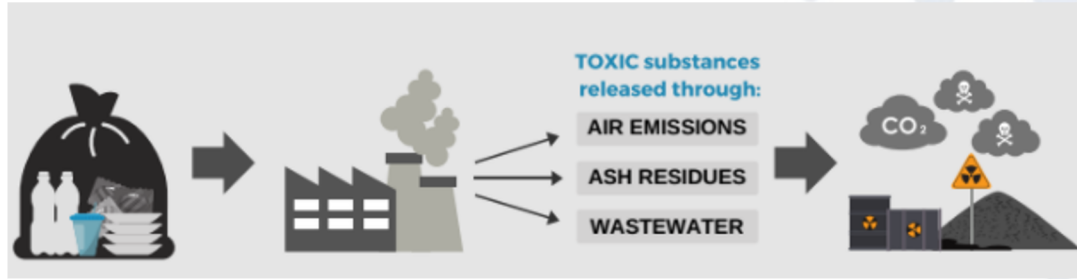 TOXIC substances
released through:
AIR EMISSIONS
ASH RESIDUES
WASTEWATER
CO₂